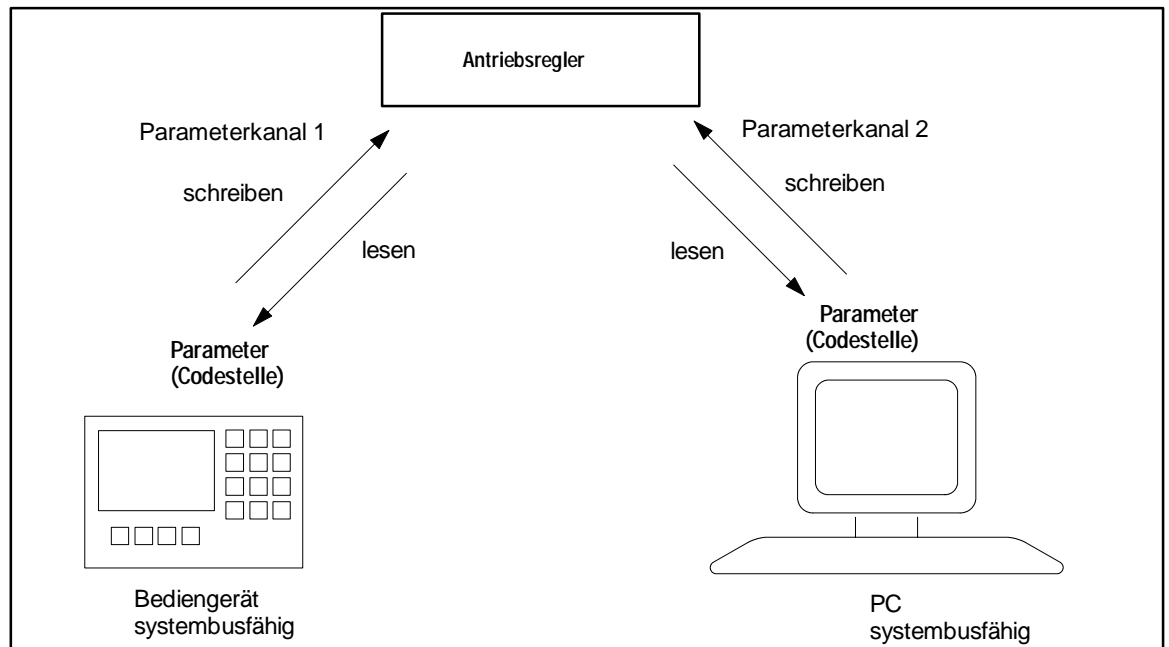 Antriebsregler
Parameterkanal 1
Parameterkanal 2
schreiben
schreiben
lesen
lesen
Parameter
(Codestelle)
Parameter
(Codestelle)
Bediengerät
systembusfähig
PC
systembusfähig